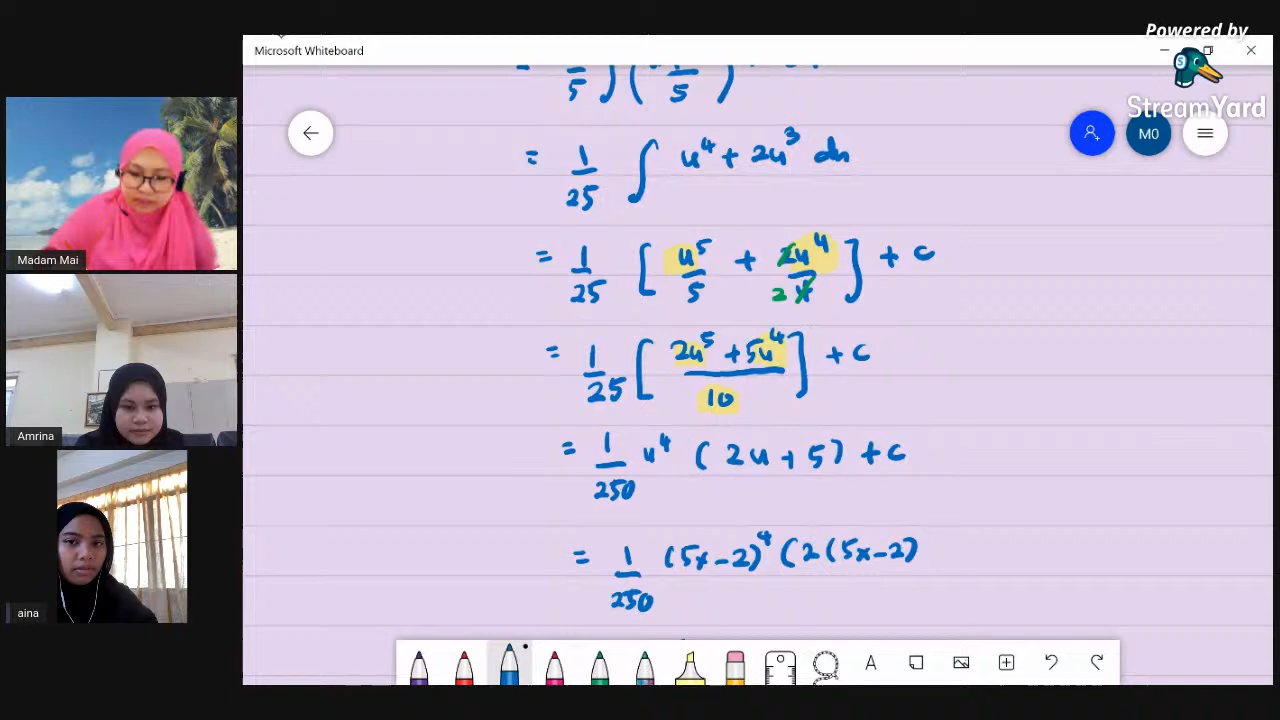 Powered by
StreamYard
Microsoft Whiteboard
M0
= 1/25 ∫ u⁴ + 2u³ du
= 1/25 [ u⁵/5 + 2u⁴/4 2 ] + c
= 1/25 [ (2u⁵ + 5u⁴)/10 ] + c
= 1/250 u⁴ ( 2u + 5 ) + c
= 1/250 (5x-2)⁴ (2(5x-2)
Madam Mai
Amrina
aina
A